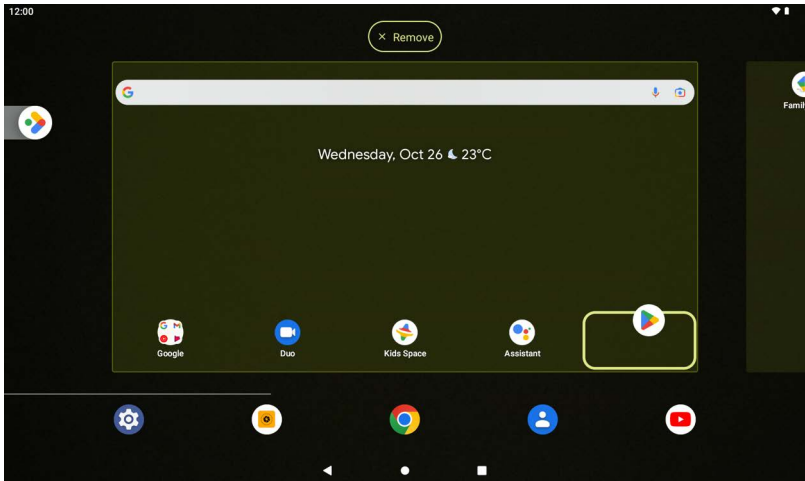 12:00
× Remove
Famil
Wednesday, Oct 26 23°C
Google
Duo
Kids Space
Assistant